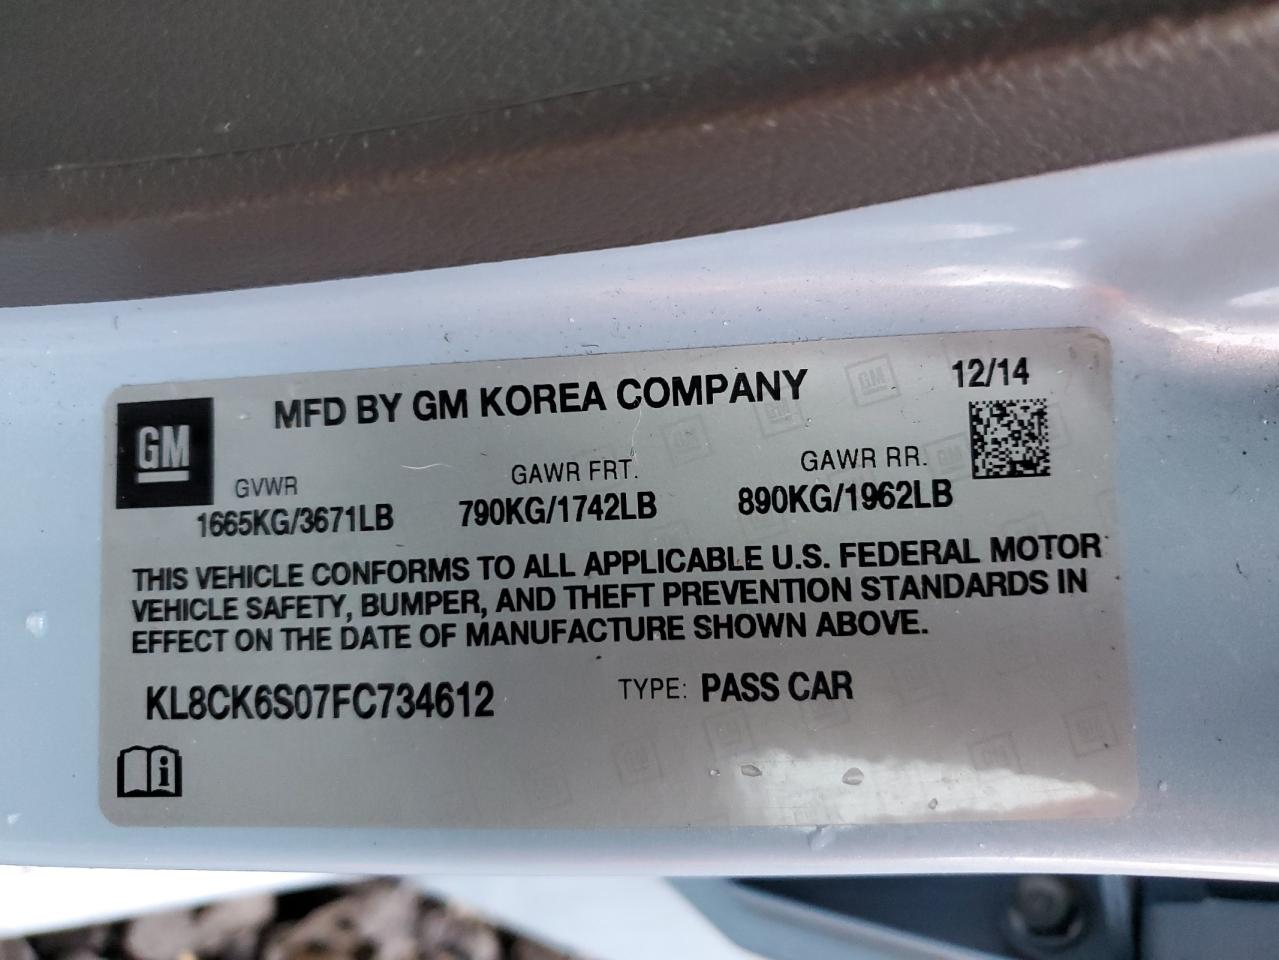 MFD BY GM KOREA COMPANY 12/14
GM
GVWR GAWR FRT. GAWR RR.
1665KG/3671LB 790KG/1742LB 890KG/1962LB
THIS VEHICLE CONFORMS TO ALL APPLICABLE U.S. FEDERAL MOTOR
VEHICLE SAFETY, BUMPER, AND THEFT PREVENTION STANDARDS IN
EFFECT ON THE DATE OF MANUFACTURE SHOWN ABOVE.
KL8CK6S07FC734612 TYPE: PASS CAR